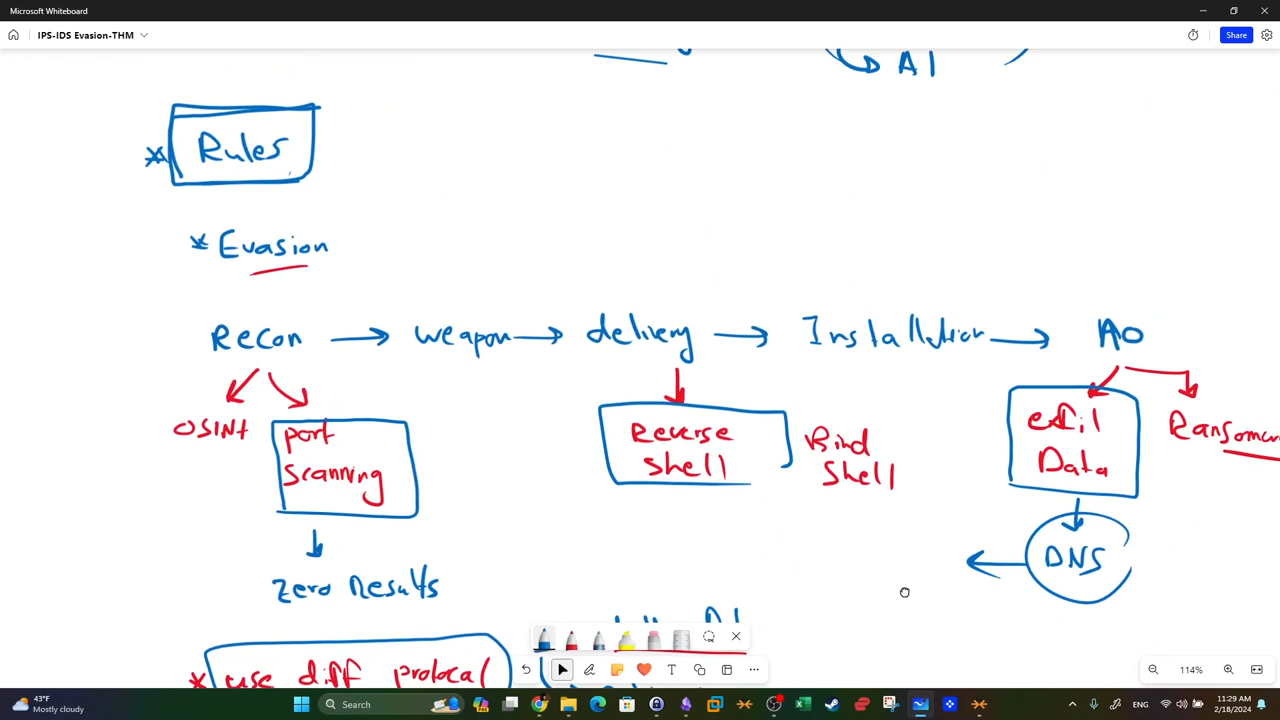 Microsoft Whiteboard
IPS-IDS Evasion-THM
Share
AI
* Rules
* Evasion
Recon → weapon → delivery → Installation → AO
OSINT
port
Scanning
Reverse
Shell
Bind
Shell
exfil
Data
Ransomw
Zero Results
DNS
* use diff protocal
114%
43°F
Mostly cloudy
Search
ENG
11:29 AM
2/18/2024